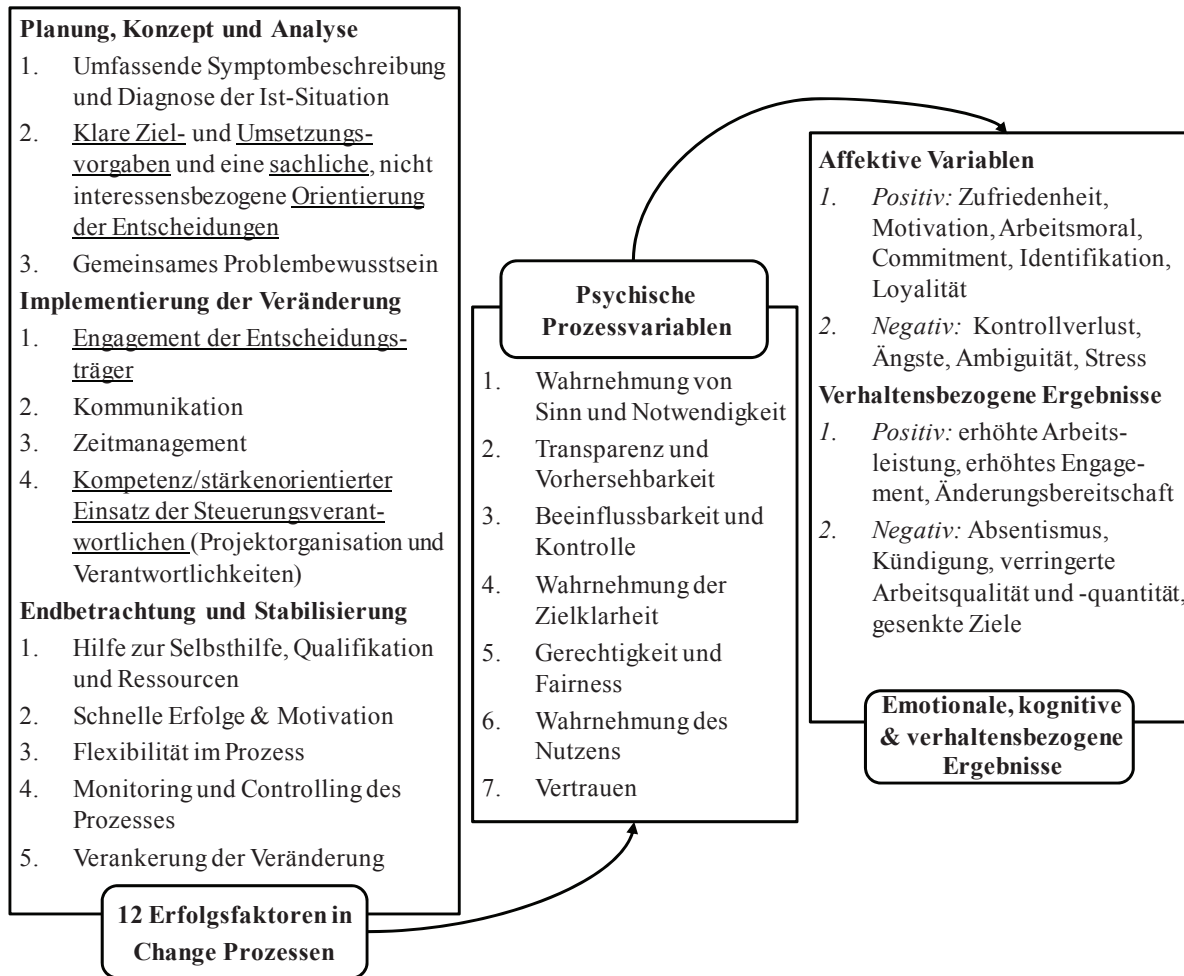 Planung, Konzept und Analyse
1. Umfassende Symptombeschreibung
und Diagnose der Ist-Situation
2. Klare Ziel- und Umsetzungs-
vorgaben und eine sachliche, nicht
interessensbezogene Orientierung
der Entscheidungen
3. Gemeinsames Problembewusstsein
Implementierung der Veränderung
1. Engagement der Entscheidungs-
träger
2. Kommunikation
3. Zeitmanagement
4. Kompetenz/stärkenorientierter
Einsatz der Steuerungsverant-
wortlichen (Projektorganisation und
Verantwortlichkeiten)
Endbetrachtung und Stabilisierung
1. Hilfe zur Selbsthilfe, Qualifikation
und Ressourcen
2. Schnelle Erfolge & Motivation
3. Flexibilität im Prozess
4. Monitoring und Controlling des
Prozesses
5. Verankerung der Veränderung
12 Erfolgsfaktoren in
Change Prozessen
Psychische
Prozessvariablen
1. Wahrnehmung von
Sinn und Notwendigkeit
2. Transparenz und
Vorhersehbarkeit
3. Beeinflussbarkeit und
Kontrolle
4. Wahrnehmung der
Zielklarheit
5. Gerechtigkeit und
Fairness
6. Wahrnehmung des
Nutzens
7. Vertrauen
Affektive Variablen
1. Positiv: Zufriedenheit,
Motivation, Arbeitsmoral,
Commitment, Identifikation,
Loyalität
2. Negativ: Kontrollverlust,
Ängste, Ambiguität, Stress
Verhaltensbezogene Ergebnisse
1. Positiv: erhöhte Arbeits-
leistung, erhöhtes Engage-
ment, Änderungsbereitschaft
2. Negativ: Absentismus,
Kündigung, verringerte
Arbeitsqualität und -quantität,
gesenkte Ziele
Emotionale, kognitive
& verhaltensbezogene
Ergebnisse